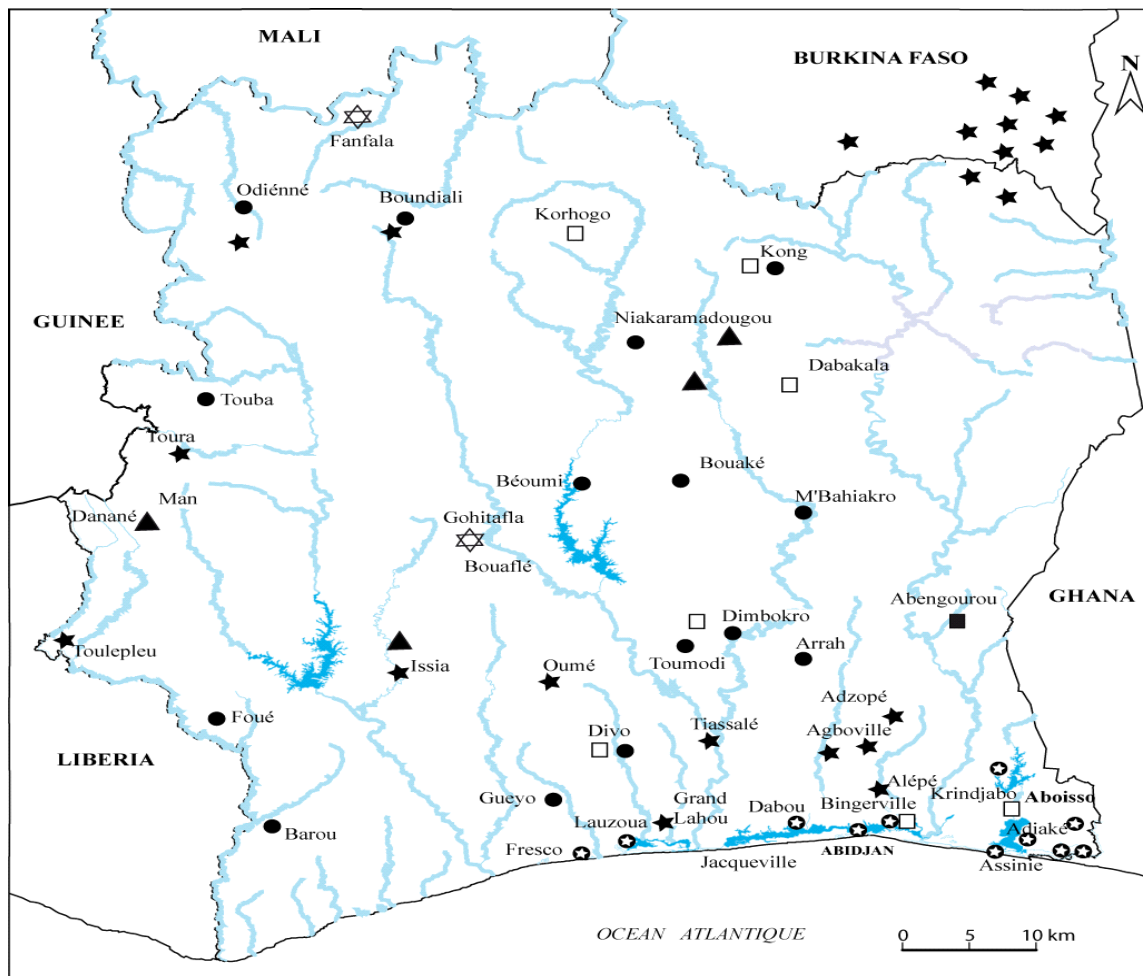 MALI
BURKINA FASO
N
Fanfala
Odiénné
Boundiali
Korhogo
Kong
GUINEE
Niakaramadougou
Dabakala
Touba
Toura
Bouaké
Béoumi
Man
M'Bahiakro
Danané
Gohitafla
Bouaflé
Abengourou
GHANA
Dimbokro
Toulepleu
Toumodi
Arrah
Issia
Oumé
Adzopé
Foué
Divo
Tiassalé
Agboville
LIBERIA
Alépé
Krindjabo
Aboisso
Gueyo
Grand
Lahou
Dabou
Bingerville
Lauzoua
Barou
Adiaké
Fresco
Jacqueville
ABIDJAN
Assinie
OCEAN ATLANTIQUE
0 5 10 km